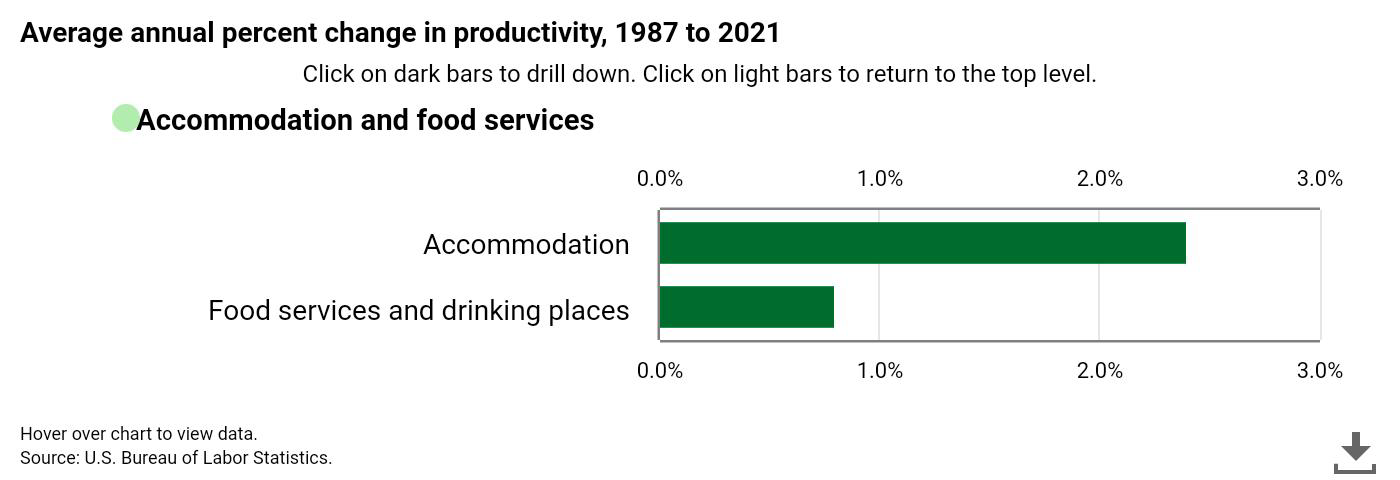 Average annual percent change in productivity, 1987 to 2021
Click on dark bars to drill down. Click on light bars to return to the top level.
Accommodation and food services
0.0% 1.0% 2.0% 3.0%
Accommodation
Food services and drinking places
0.0% 1.0% 2.0% 3.0%
Hover over chart to view data.
Source: U.S. Bureau of Labor Statistics.